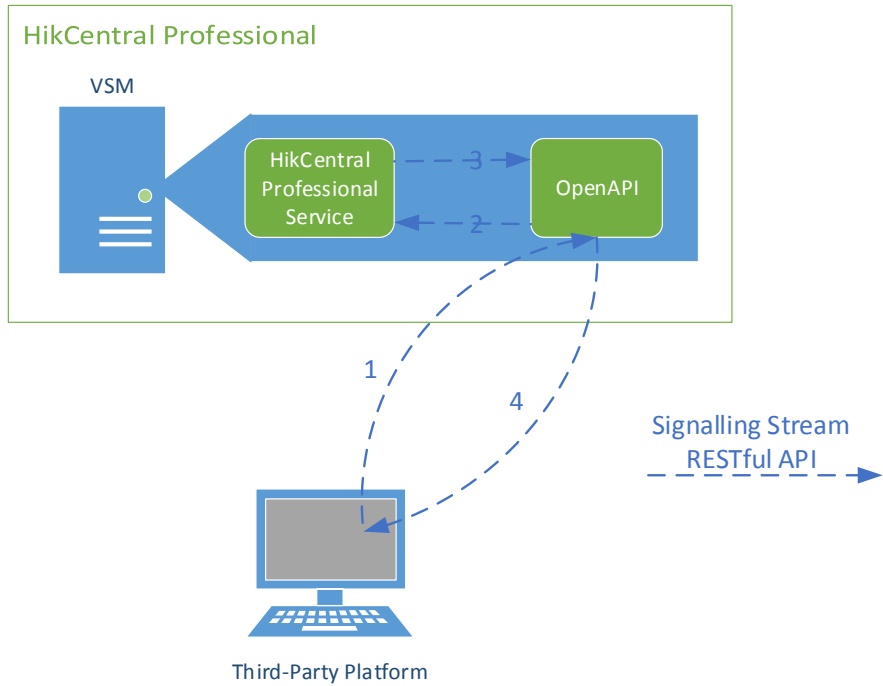 HikCentral Professional
VSM
HikCentral
Professional
Service
3
OpenAPI
2
1
4
Signalling Stream
RESTful API
Third-Party Platform